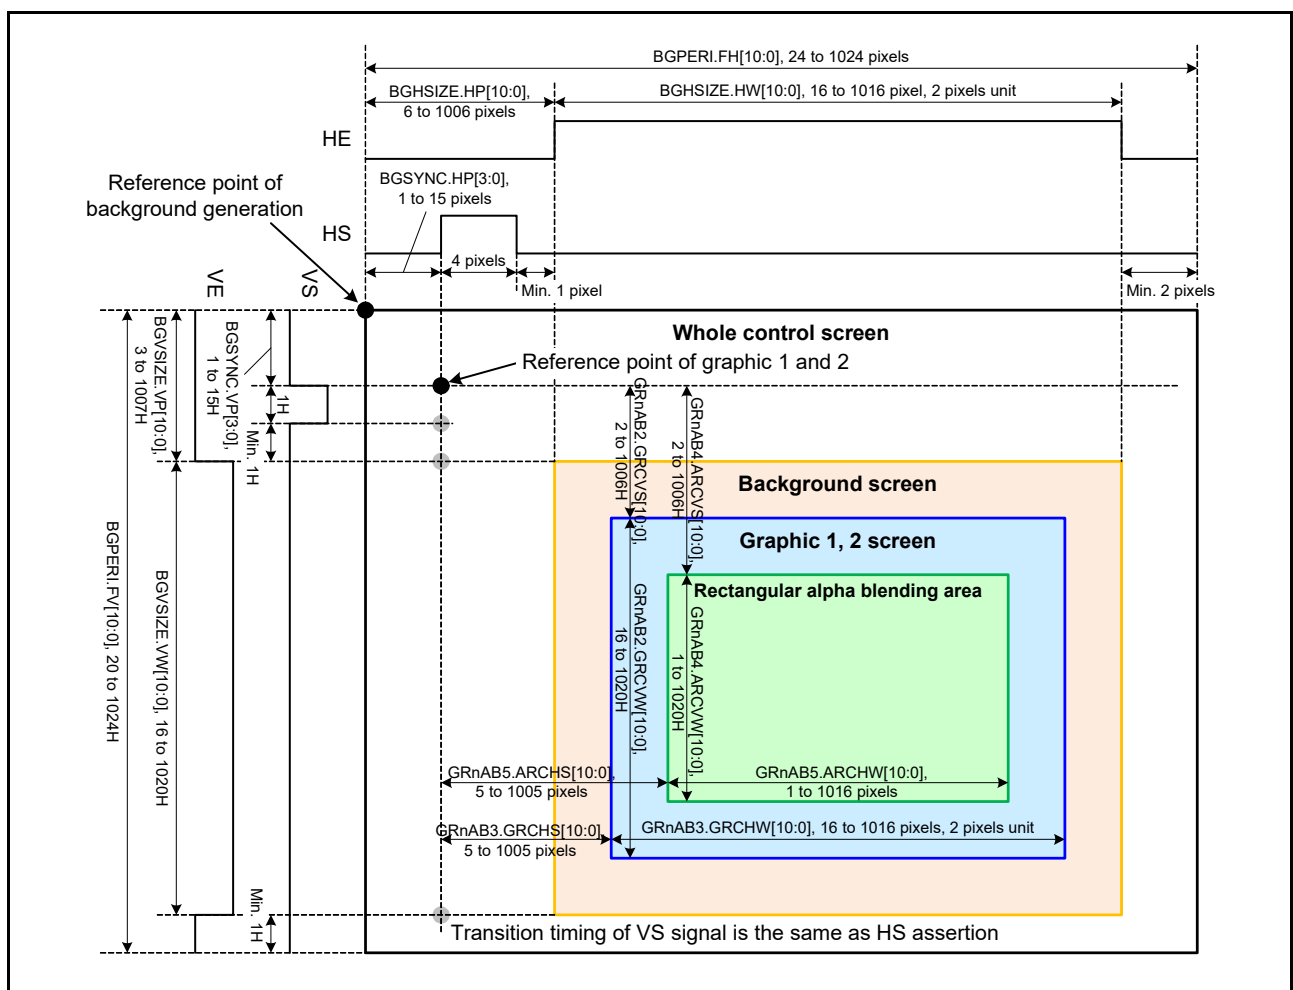 BGPERI.FH[10:0], 24 to 1024 pixels
BGHSIZE.HP[10:0],
6 to 1006 pixels
BGHSIZE.HW[10:0], 16 to 1016 pixel, 2 pixels unit
HE
BGSYNC.HP[3:0],
1 to 15 pixels
Reference point of
background generation
HS
4 pixels
Min. 1 pixel
Min. 2 pixels
VE
VS
Whole control screen
Reference point of graphic 1 and 2
BGSYNC.VP[3:0],
1 to 15H
1H
Min. 1H
BGVSIZE.VP[10:0],
3 to 1007H
GRnAB2.GRCVS[10:0],
2 to 1006H
GRnAB4.ARCVS[10:0],
2 to 1006H
Background screen
Graphic 1, 2 screen
Rectangular alpha blending area
BGPERI.FV[10:0], 20 to 1024H
BGVSIZE.VW[10:0], 16 to 1020H
GRnAB2.GRCVW[10:0],
16 to 1020H
GRnAB4.ARCVW[10:0],
1 to 1020H
GRnAB5.ARCHS[10:0],
5 to 1005 pixels
GRnAB5.ARCHW[10:0],
1 to 1016 pixels
GRnAB3.GRCHS[10:0],
5 to 1005 pixels
GRnAB3.GRCHW[10:0], 16 to 1016 pixels, 2 pixels unit
Min. 1H
Transition timing of VS signal is the same as HS assertion